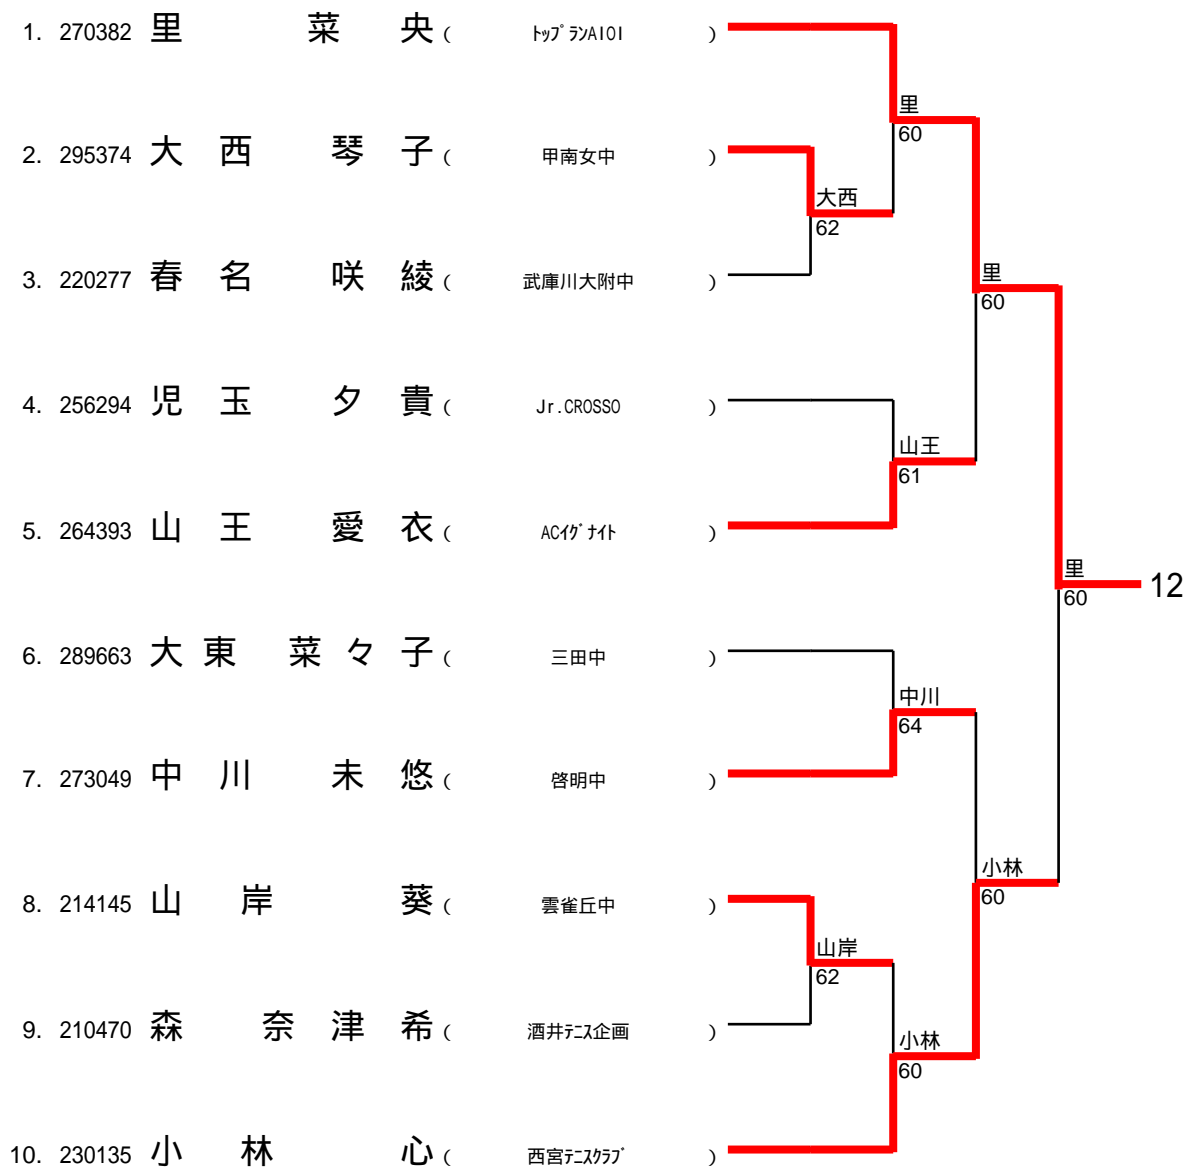 1. 270382 里 菜 央 ( トップランAIOI )
里
60
2. 295374 大 西 琴 子 ( 甲南女中 )
大西
62
3. 220277 春 名 咲 綾 ( 武庫川大附中 )
里
60
4. 256294 児 玉 夕 貴 ( Jr.CROSSO )
山王
61
5. 264393 山 王 愛 衣 ( ACイグナイト )
里
60
12
6. 289663 大 東 菜 々 子 ( 三田中 )
中川
64
7. 273049 中 川 未 悠 ( 啓明中 )
小林
60
8. 214145 山 岸 葵 ( 雲雀丘中 )
山岸
62
9. 210470 森 奈 津 希 ( 酒井テニス企画 )
小林
60
10. 230135 小 林 心 ( 西宮テニスクラブ )